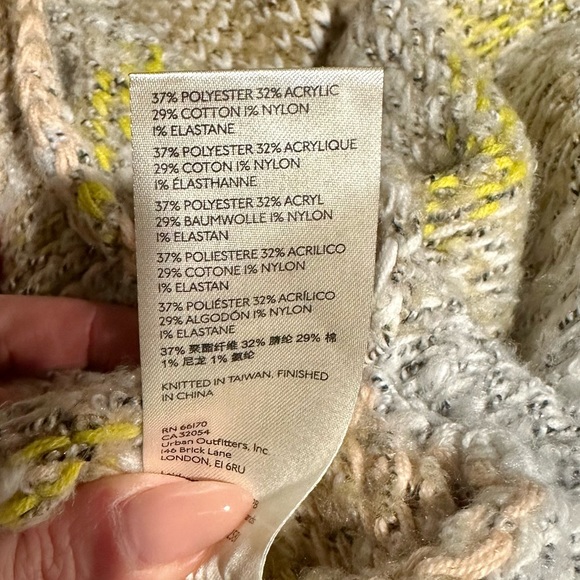 37% POLYESTER 32% ACRYLIC
29% COTTON 1% NYLON
1% ELASTANE
37% POLYESTER 32% ACRYLIQUE
29% COTON 1% NYLON
1% ÉLASTHANNE
37% POLYESTER 32% ACRYL
29% BAUMWOLLE 1% NYLON
1% ELASTAN
37% POLIESTERE 32% ACRILICO
29% COTONE 1% NYLON
1% ELASTAN
37% POLIÉSTER 32% ACRÍLICO
29% ALGODÓN 1% NYLON
1% ELASTANE
37% 聚酯纤维 32% 腈纶 29% 棉
1% 尼龙 1% 氨纶
KNITTED IN TAIWAN, FINISHED
IN CHINA
RN 66170
CA 32054
Urban Outfitters, Inc.
146 Brick Lane
LONDON, E1 6RU